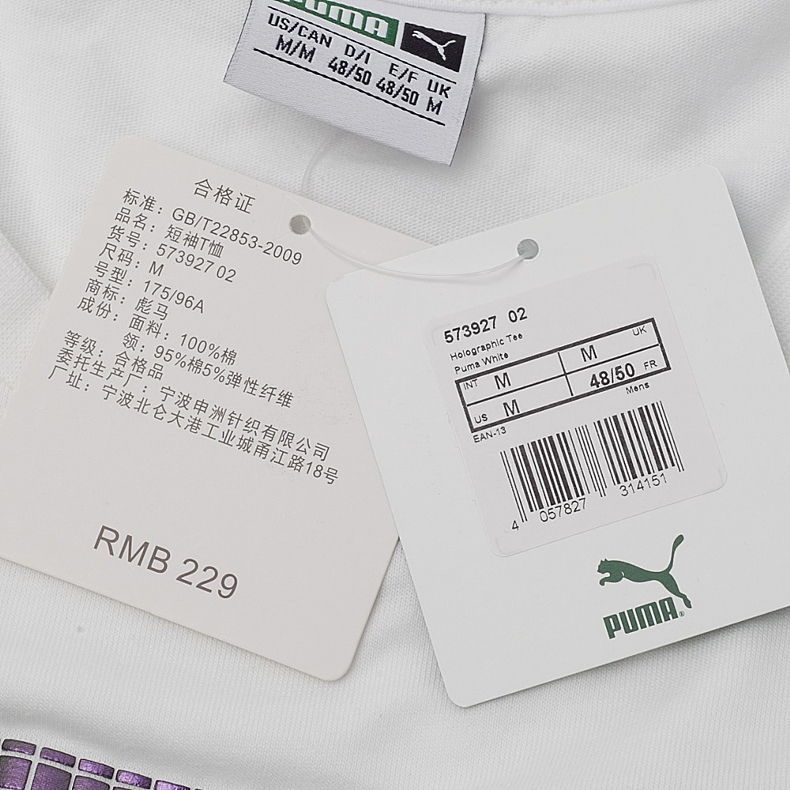 PUMA
US/CAN D/I E/F UK
M/M 48/50 48/50 M
合格证
标准: GB/T22853-2009
品名: 短袖T恤
货号: 573927 02
尺码: M
号型: 175/96A
商标: 彪马
成份: 面料: 100%棉
领: 95%棉5%弹性纤维
等级: 合格品
委托生产厂: 宁波申洲针织有限公司
厂址: 宁波北仑大港工业城甬江路18号
RMB 229
573927 02
Holographic Tee
Puma White
INT M M UK
US M 48/50 FR
Mens
EAN-13
4 057827 314151
PUMA®